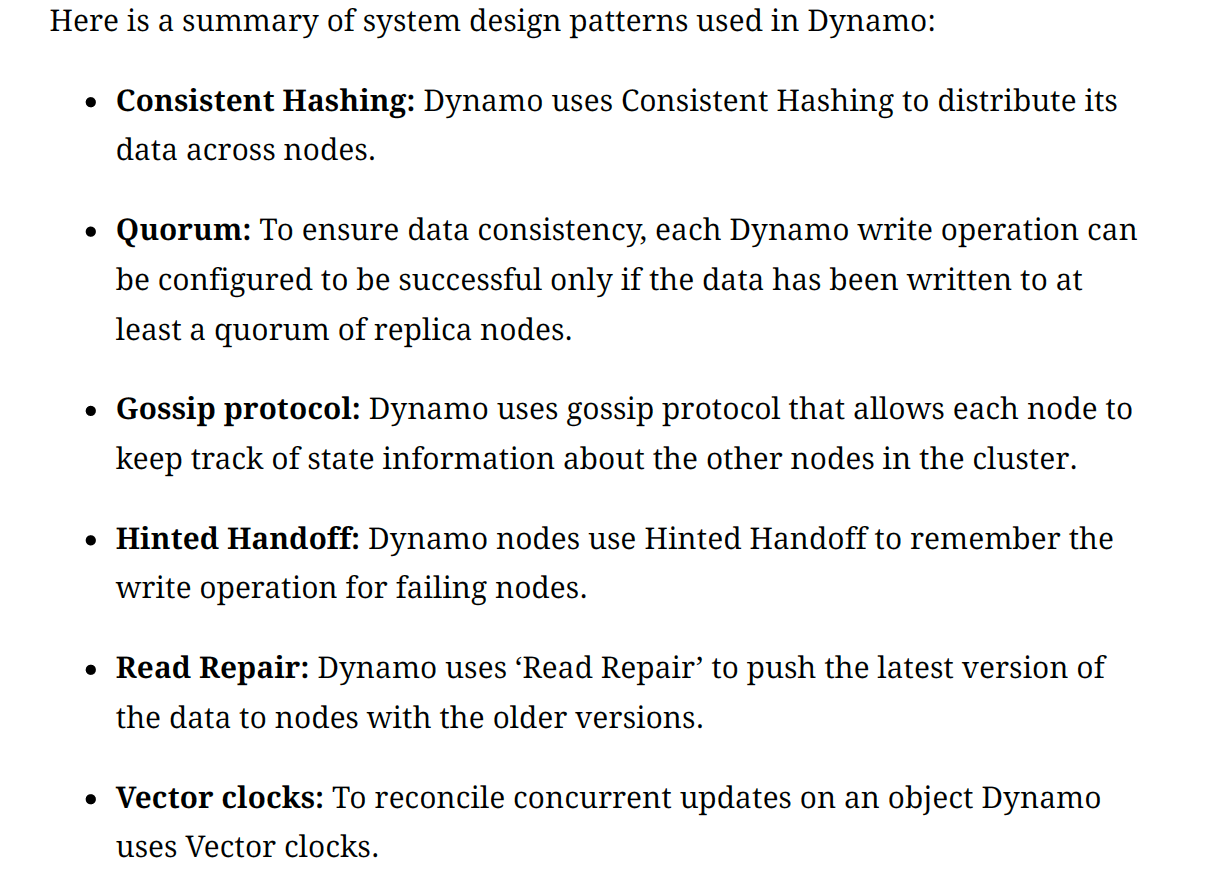 Here is a summary of system design patterns used in Dynamo:
• Consistent Hashing: Dynamo uses Consistent Hashing to distribute its
data across nodes.
• Quorum: To ensure data consistency, each Dynamo write operation can
be configured to be successful only if the data has been written to at
least a quorum of replica nodes.
• Gossip protocol: Dynamo uses gossip protocol that allows each node to
keep track of state information about the other nodes in the cluster.
• Hinted Handoff: Dynamo nodes use Hinted Handoff to remember the
write operation for failing nodes.
• Read Repair: Dynamo uses ‘Read Repair’ to push the latest version of
the data to nodes with the older versions.
• Vector clocks: To reconcile concurrent updates on an object Dynamo
uses Vector clocks.